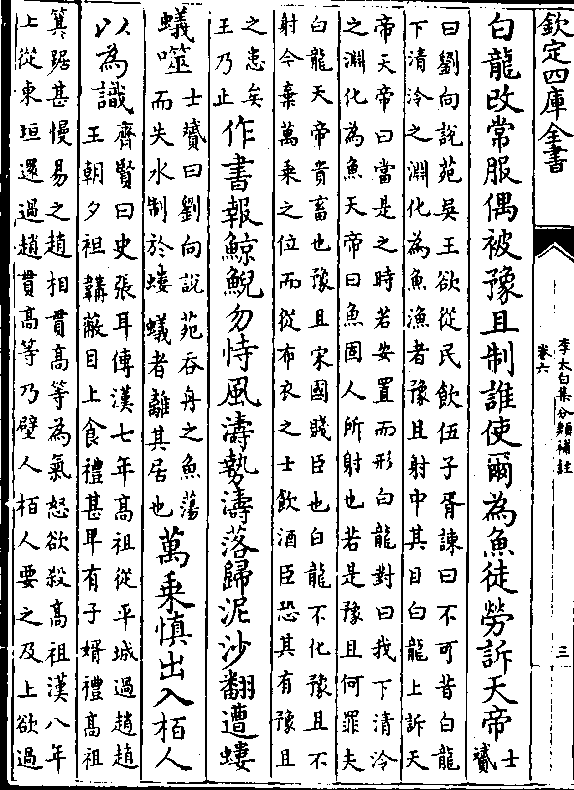 欽定四庫全書
李太白集分類補註
卷六
三
白龍改常服偶被豫且制誰使爾為魚徒勞訴天帝士贇
曰劉向說苑吳王欲從民飲伍子胥諫曰不可昔白龍
下清泠之淵化為魚漁者豫且射中其目白龍上訴天
帝天帝曰當是之時若安置而形白龍對曰我下清泠
之淵化為魚天帝曰魚固人所射也若是豫且何罪夫
白龍天帝貴畜也豫且宋國賤臣也白龍不化豫且不
射今棄萬乘之位而從布衣之士飲酒臣恐其有豫且
之患矣
王乃止
作書報鯨鯢勿恃風濤勢濤落歸泥沙翻遭螻
蟻噬
士贇曰劉向說苑吞舟之魚蕩
而失水制於螻蟻者離其居也
萬乘慎出入栢人
以為識
齊賢曰史張耳傳漢七年髙祖從平城過趙趙
王朝夕袒韝蔽目上食禮甚卑有子婿禮髙祖
箕踞甚慢易之趙相貫髙等為氣怒欲殺髙祖漢八年
上從東垣還過趙貫髙等乃壁人栢人要之及上欲過